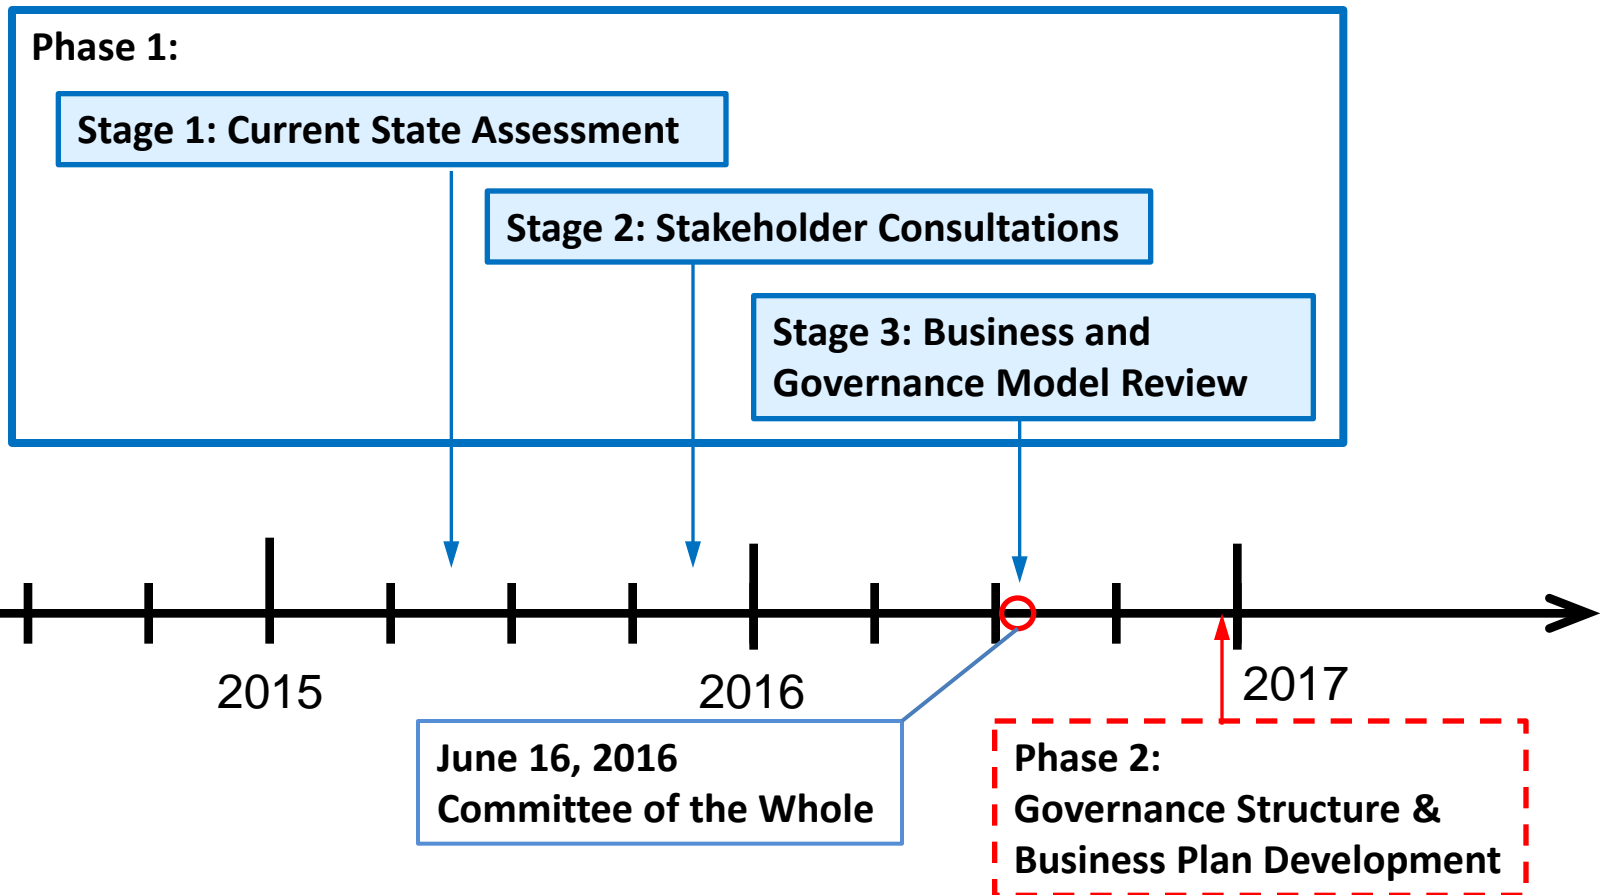 Phase 1:
Stage 1: Current State Assessment
Stage 2: Stakeholder Consultations
Stage 3: Business and
Governance Model Review
2015
2016
2017
June 16, 2016
Committee of the Whole
Phase 2:
Governance Structure &
Business Plan Development